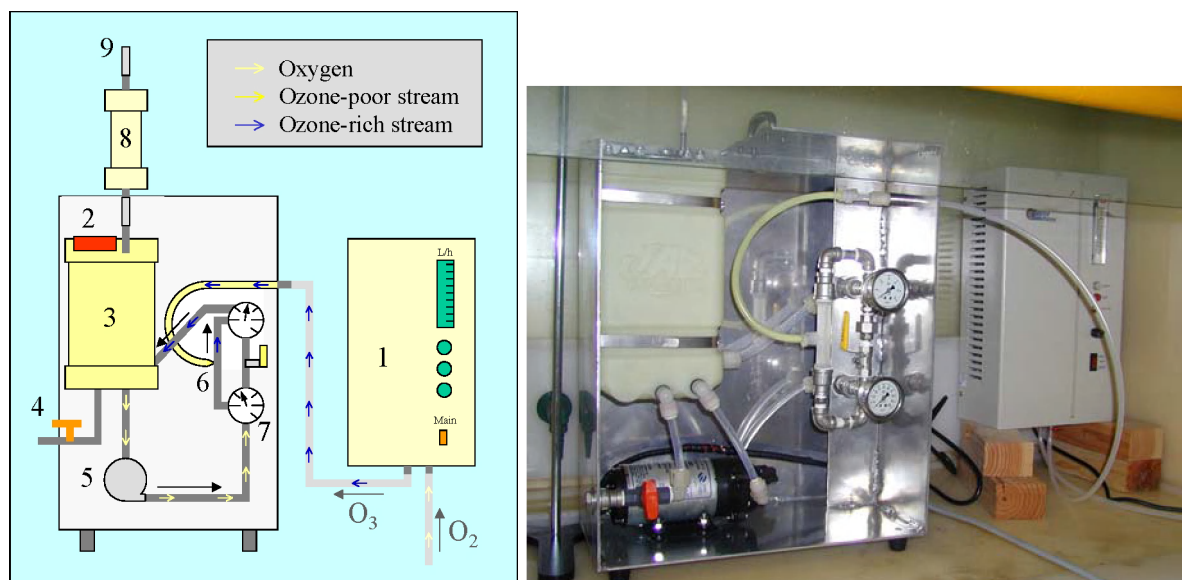 9
Oxygen
Ozone-poor stream
Ozone-rich stream
8
2
L/h
3
1
6
4
7
Main
5
O3
O2